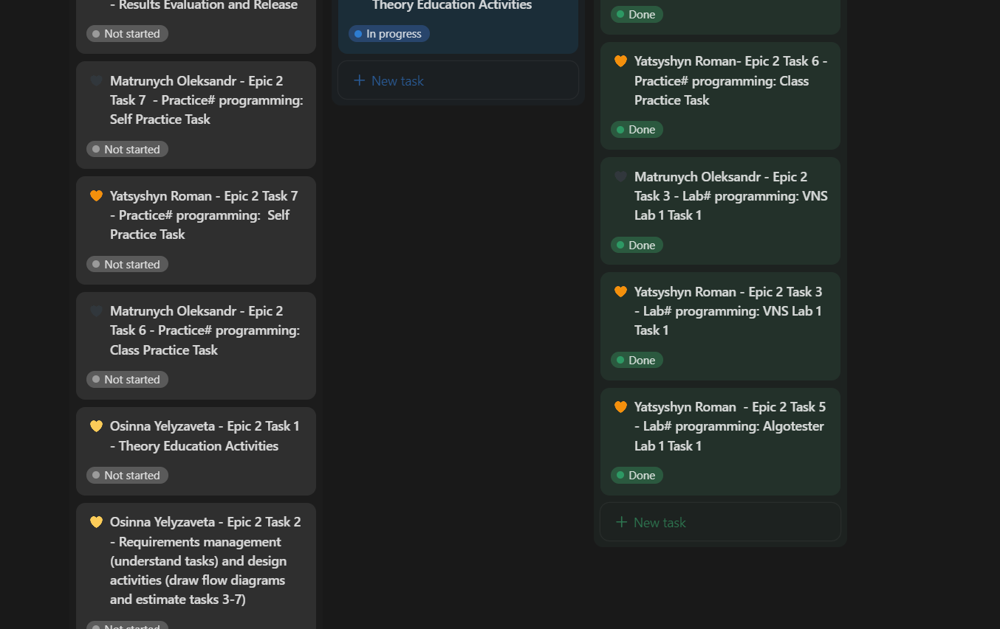 - Results Evaluation and Release
Not started
Matrunych Oleksandr - Epic 2
Task 7  - Practice# programming:
Self Practice Task
Not started
Yatsyshyn Roman - Epic 2 Task 7
- Practice# programming:  Self
Practice Task
Not started
Matrunych Oleksandr - Epic 2
Task 6 - Practice# programming:
Class Practice Task
Not started
Osinna Yelyzaveta - Epic 2 Task 1
- Theory Education Activities
Not started
Osinna Yelyzaveta - Epic 2 Task 2
- Requirements management
(understand tasks) and design
activities (draw flow diagrams
and estimate tasks 3-7)
Not started
Theory Education Activities
In progress
+ New task
Done
Yatsyshyn Roman- Epic 2 Task 6 -
Practice# programming: Class
Practice Task
Done
Matrunych Oleksandr - Epic 2
Task 3 - Lab# programming: VNS
Lab 1 Task 1
Done
Yatsyshyn Roman - Epic 2 Task 3
- Lab# programming: VNS Lab 1
Task 1
Done
Yatsyshyn Roman  - Epic 2 Task 5
- Lab# programming: Algotester
Lab 1 Task 1
Done
+ New task